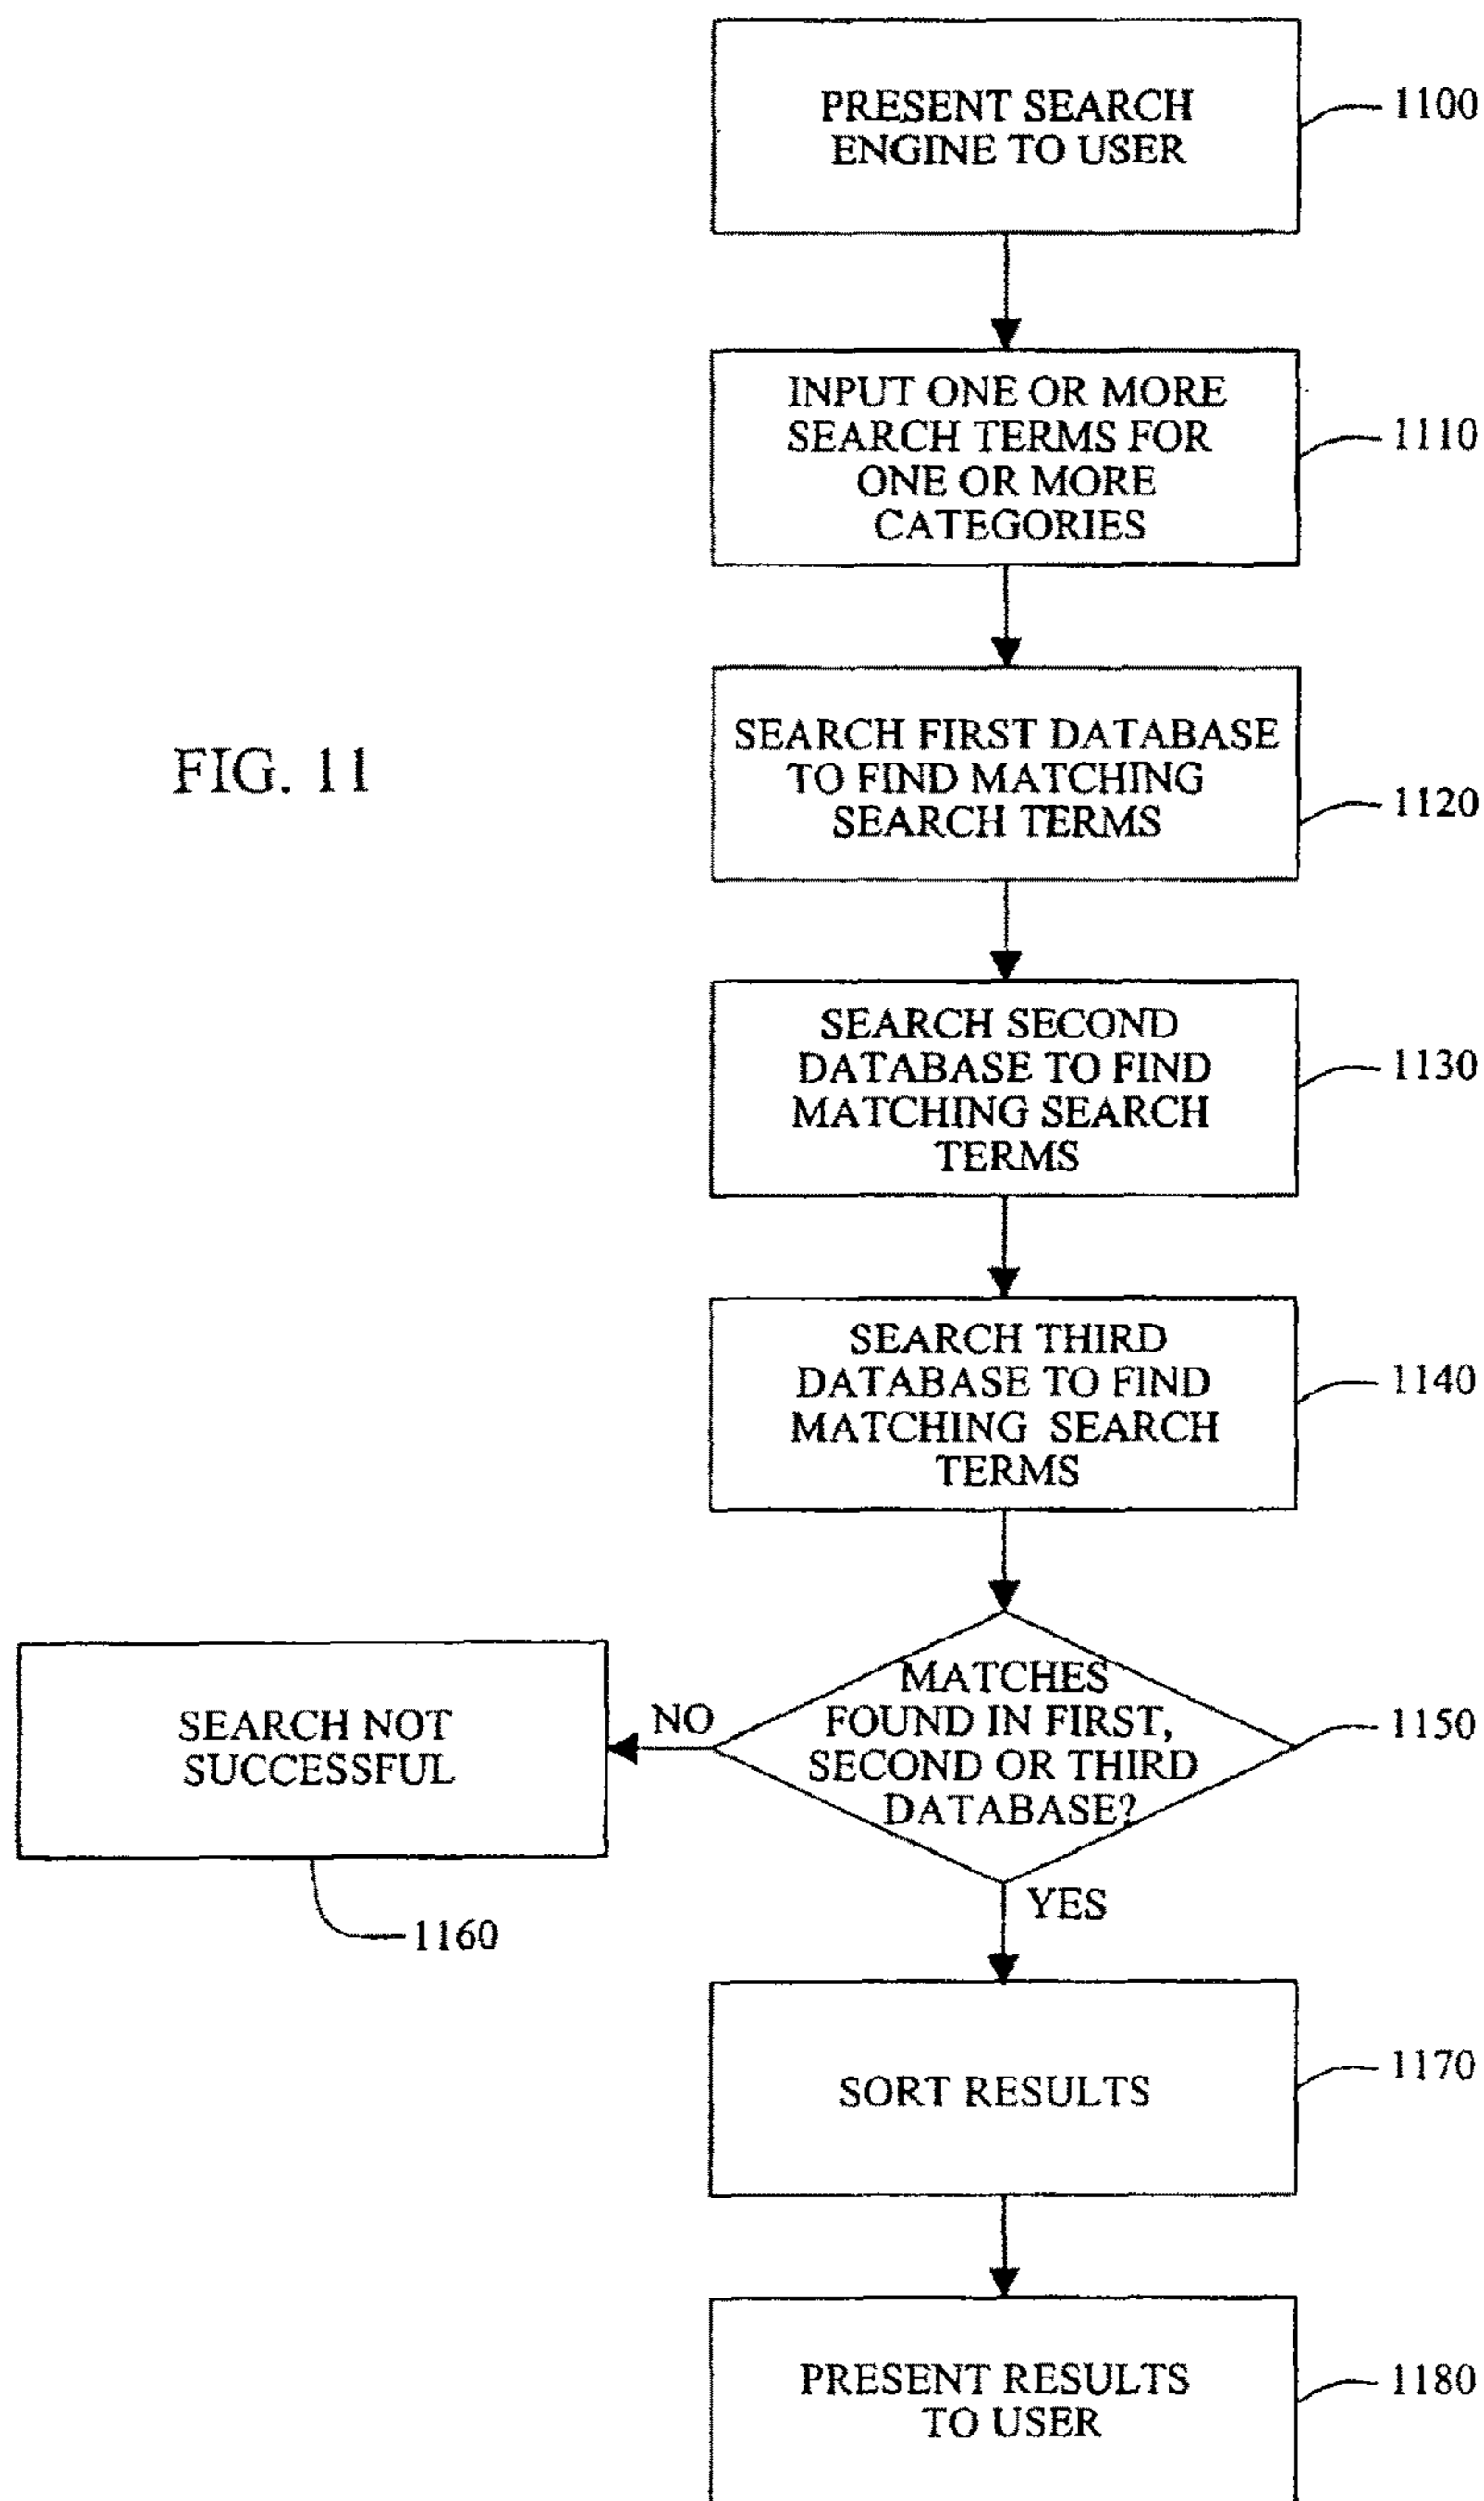 PRESENT SEARCH
ENGINE TO USER
1100
INPUT ONE OR MORE
SEARCH TERMS FOR
ONE OR MORE
CATEGORIES
1110
FIG. 11
SEARCH FIRST DATABASE
TO FIND MATCHING
SEARCH TERMS
1120
SEARCH SECOND
DATABASE TO FIND
MATCHING SEARCH
TERMS
1130
SEARCH THIRD
DATABASE TO FIND
MATCHING SEARCH
TERMS
1140
MATCHES
FOUND IN FIRST,
SECOND OR THIRD
DATABASE?
1150
NO
SEARCH NOT
SUCCESSFUL
1160
YES
SORT RESULTS
1170
PRESENT RESULTS
TO USER
1180